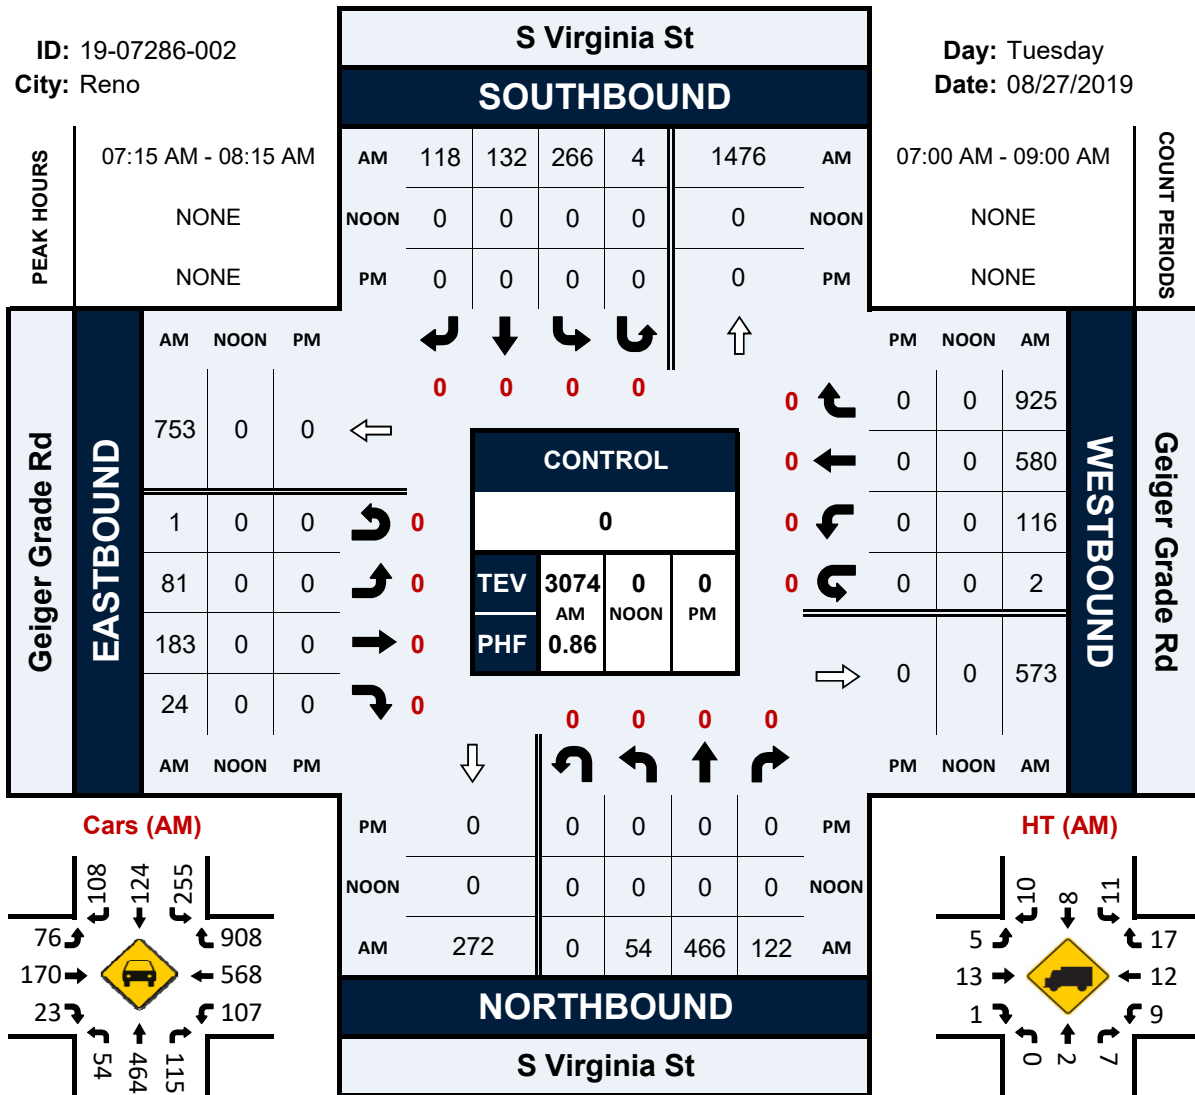 ID: 19-07286-002
City: Reno
S Virginia St
SOUTHBOUND
Day: Tuesday
Date: 08/27/2019
PEAK HOURS
07:15 AM - 08:15 AM
NONE
NONE
AM 118 132 266 4 1476 AM
NOON 0 0 0 0 0 NOON
PM 0 0 0 0 0 PM
07:00 AM - 09:00 AM
NONE
NONE
COUNT PERIODS
0 0 0 0
Geiger Grade Rd
EASTBOUND
AM NOON PM
753 0 0
1 0 0 0
81 0 0 0
183 0 0 0
24 0 0 0
AM NOON PM
CONTROL
0
TEV 3074 0 0
AM NOON PM
PHF 0.86
PM NOON AM
0 0 0 925
0 0 0 580
0 0 0 116
0 0 0 2
0 0 573
PM NOON AM
WESTBOUND
Geiger Grade Rd
0 0 0 0
PM 0 0 0 0 0 PM
NOON 0 0 0 0 0 NOON
AM 272 0 54 466 122 AM
NORTHBOUND
S Virginia St
Cars (AM)
108 124 255
76 908
170 568
23 107
54 464 115
HT (AM)
10 8 11
5 17
13 12
1 9
0 2 7